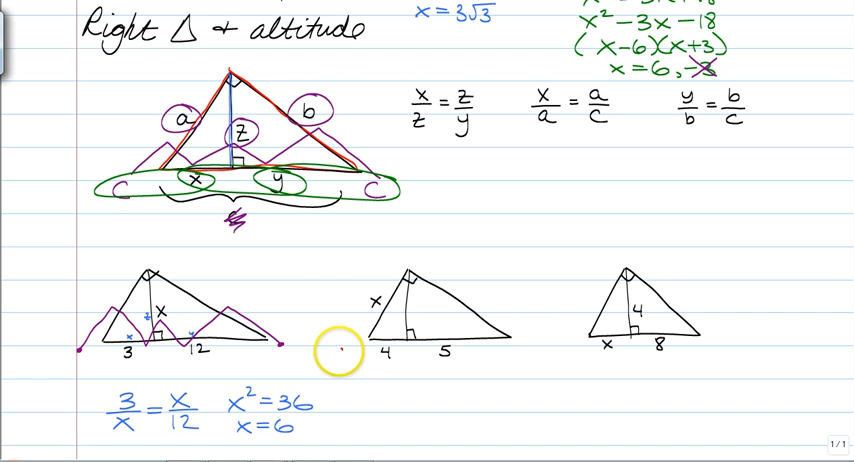 x = 3√3
x² - 3x - 18
(x-6)(x+3)
x = 6, -3
Right Δ + altitude
x/z = z/y
x/a = a/c
y/b = b/c
a
z
b
c
x
y
c
x
z
x
y
3
12
x
4
5
4
x
8
3/x = x/12
x² = 36
x = 6
1/1